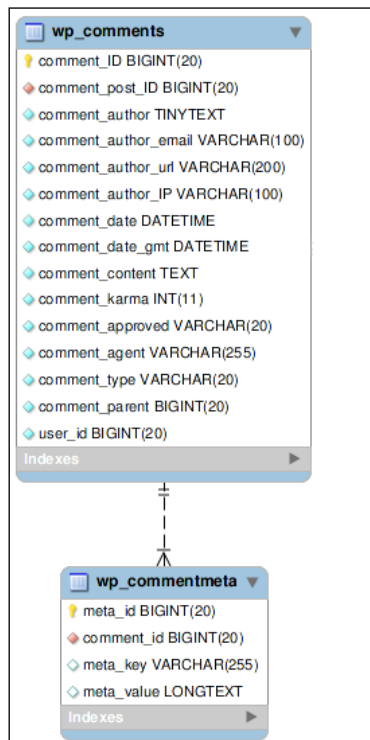 wp_comments
comment_ID BIGINT(20)
comment_post_ID BIGINT(20)
comment_author TINYTEXT
comment_author_email VARCHAR(100)
comment_author_url VARCHAR(200)
comment_author_IP VARCHAR(100)
comment_date DATETIME
comment_date_gmt DATETIME
comment_content TEXT
comment_karma INT(11)
comment_approved VARCHAR(20)
comment_agent VARCHAR(255)
comment_type VARCHAR(20)
comment_parent BIGINT(20)
user_id BIGINT(20)
Indexes
wp_commentmeta
meta_id BIGINT(20)
comment_id BIGINT(20)
meta_key VARCHAR(255)
meta_value LONGTEXT
Indexes